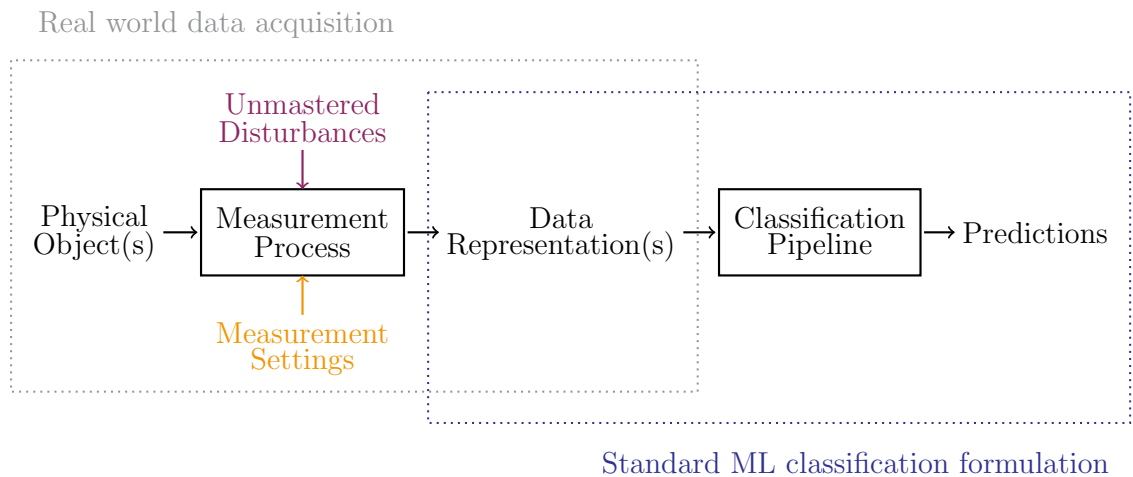 Real world data acquisition
Unmastered
Disturbances
Physical
Object(s)
Measurement
Process
Data
Representation(s)
Classification
Pipeline
Predictions
Measurement
Settings
Standard ML classification formulation